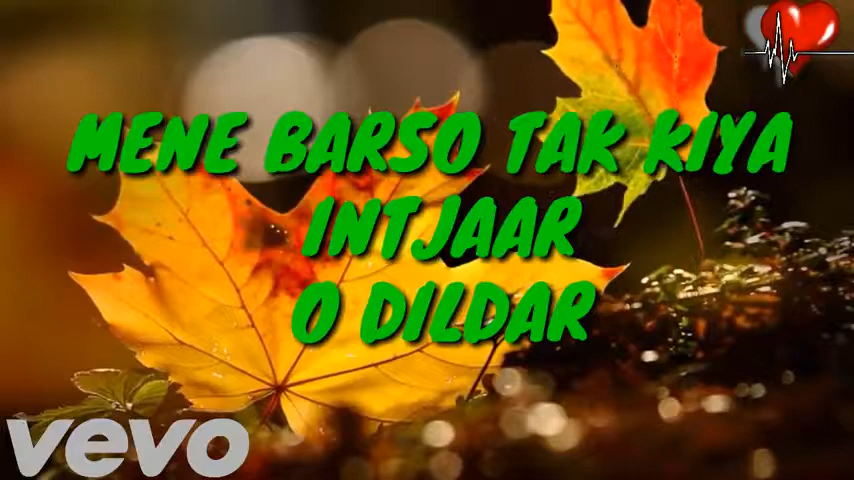 MENE BARSO TAK KIYA
INTJAAR
O DILDAR
vevo